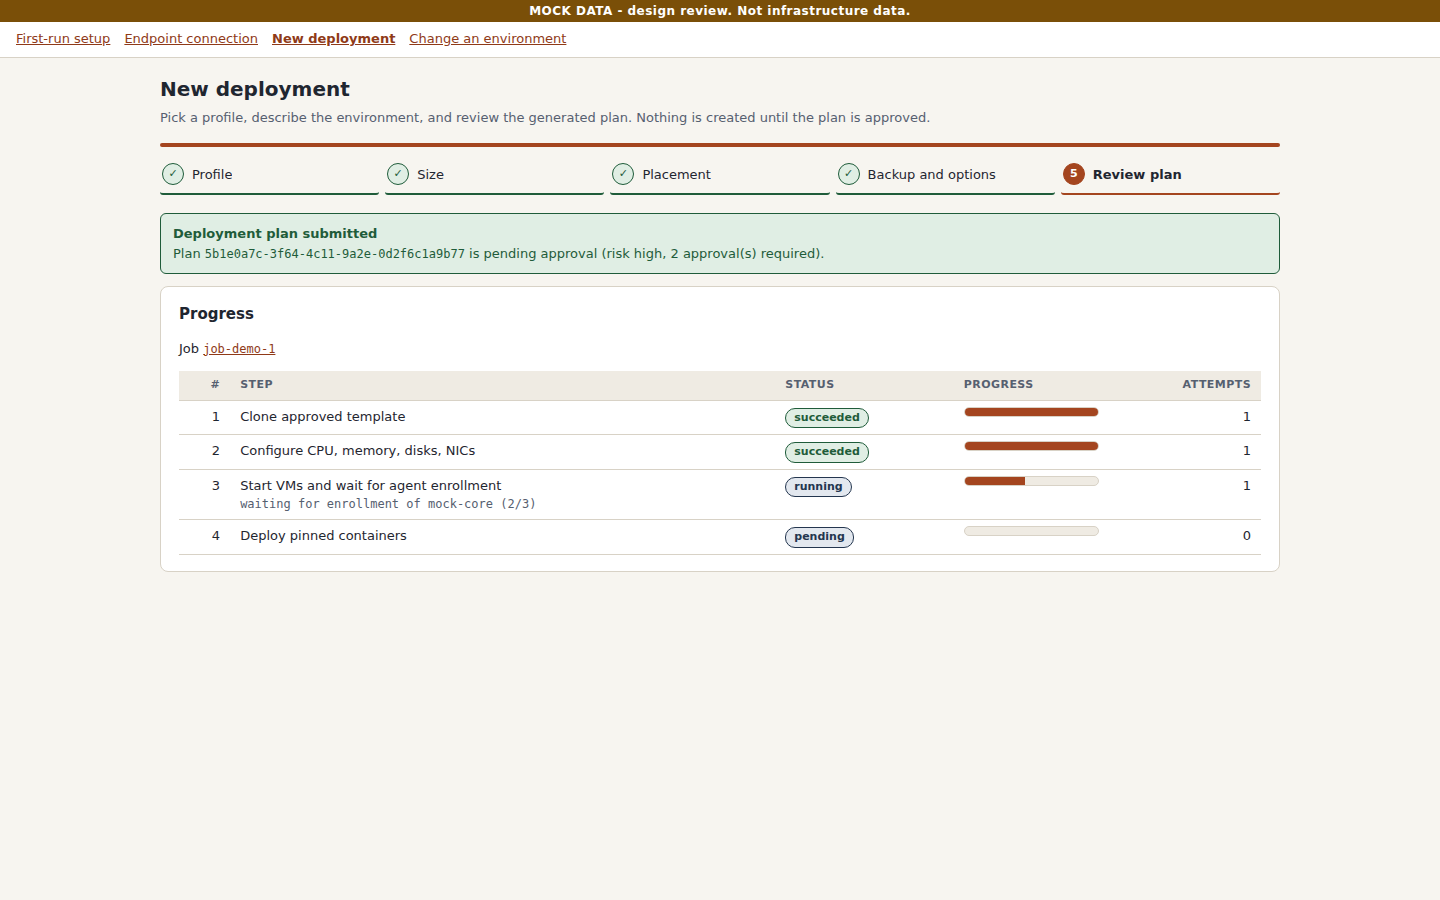 MOCK DATA - design review. Not infrastructure data.
First-run setup Endpoint connection New deployment Change an environment
New deployment
Pick a profile, describe the environment, and review the generated plan. Nothing is created until the plan is approved.
✓ Profile ✓ Size ✓ Placement ✓ Backup and options 5 Review plan
Deployment plan submitted
Plan 5b1e0a7c-3f64-4c11-9a2e-0d2f6c1a9b77 is pending approval (risk high, 2 approval(s) required).
Progress
Job job-demo-1
# STEP STATUS PROGRESS ATTEMPTS
1 Clone approved template succeeded 1
2 Configure CPU, memory, disks, NICs succeeded 1
3 Start VMs and wait for agent enrollment running 1
waiting for enrollment of mock-core (2/3)
4 Deploy pinned containers pending 0